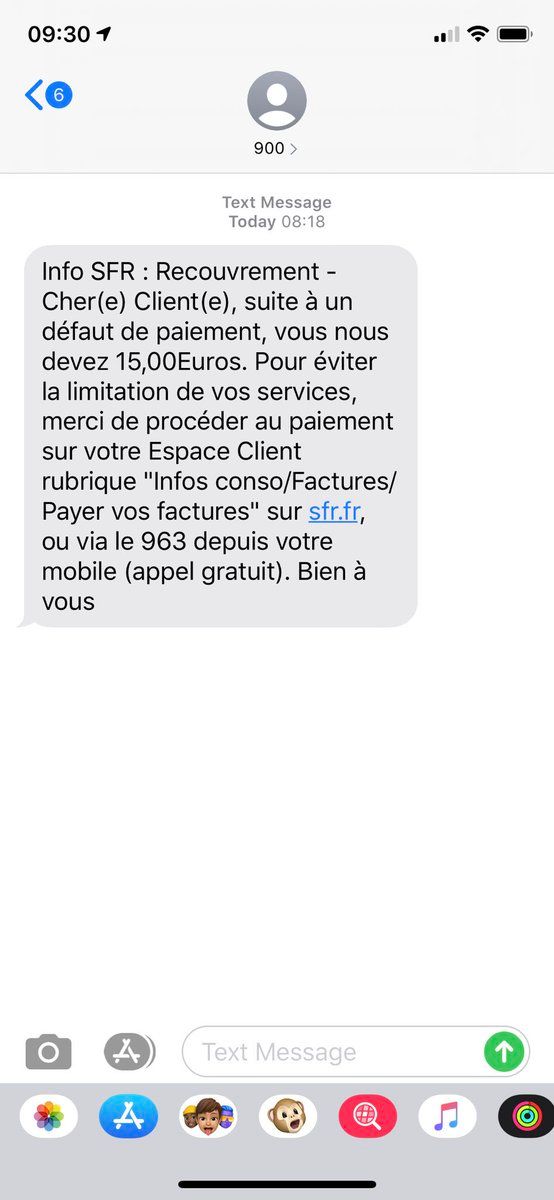 09:30
6
900
Text Message
Today 08:18
Info SFR : Recouvrement -
Cher(e) Client(e), suite à un
défaut de paiement, vous nous
devez 15,00Euros. Pour éviter
la limitation de vos services,
merci de procéder au paiement
sur votre Espace Client
rubrique "Infos conso/Factures/
Payer vos factures" sur sfr.fr,
ou via le 963 depuis votre
mobile (appel gratuit). Bien à
vous
Text Message